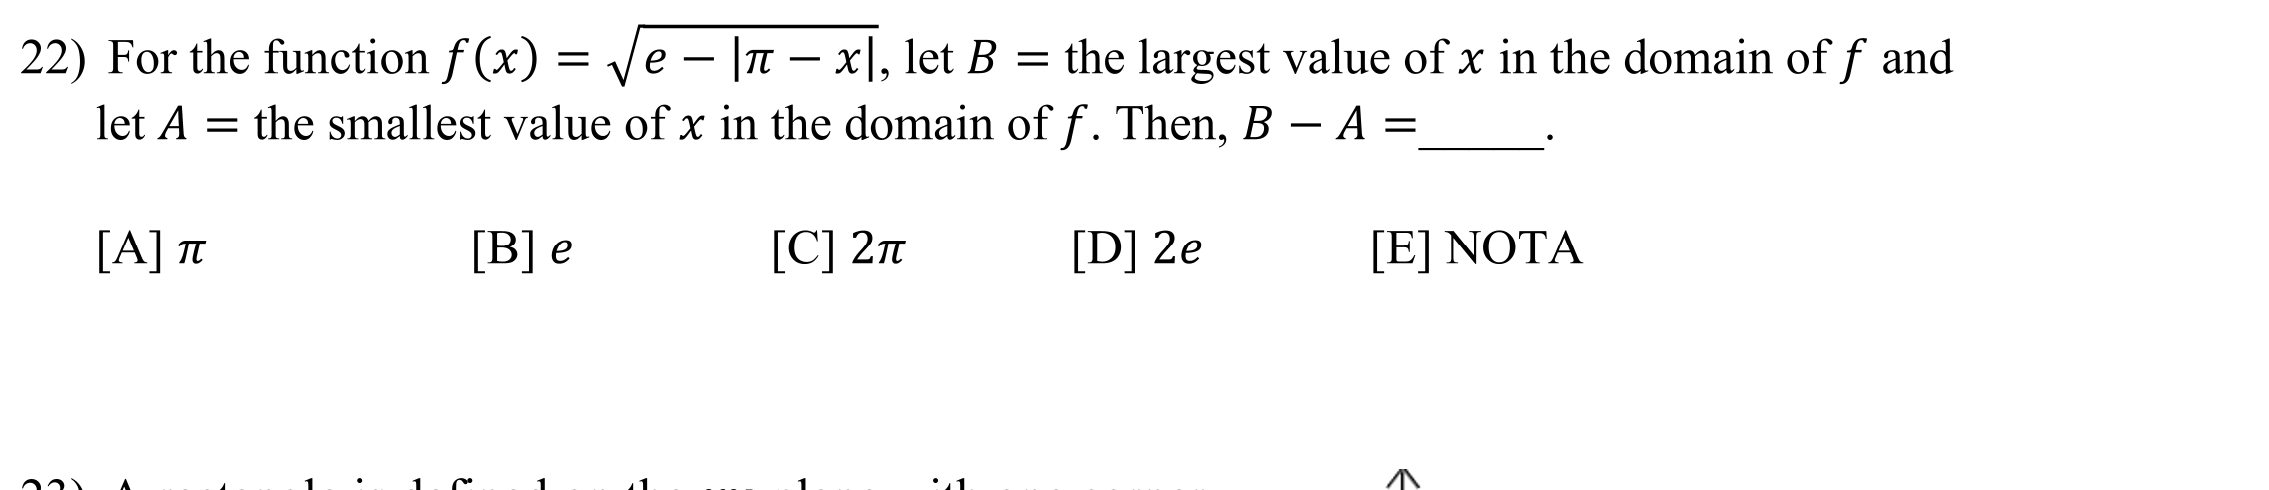 22) For the function f(x) = √(e − |π − x|), let B = the largest value of x in the domain of f and
let A = the smallest value of x in the domain of f. Then, B − A =_____.
[A] π [B] e [C] 2π [D] 2e [E] NOTA